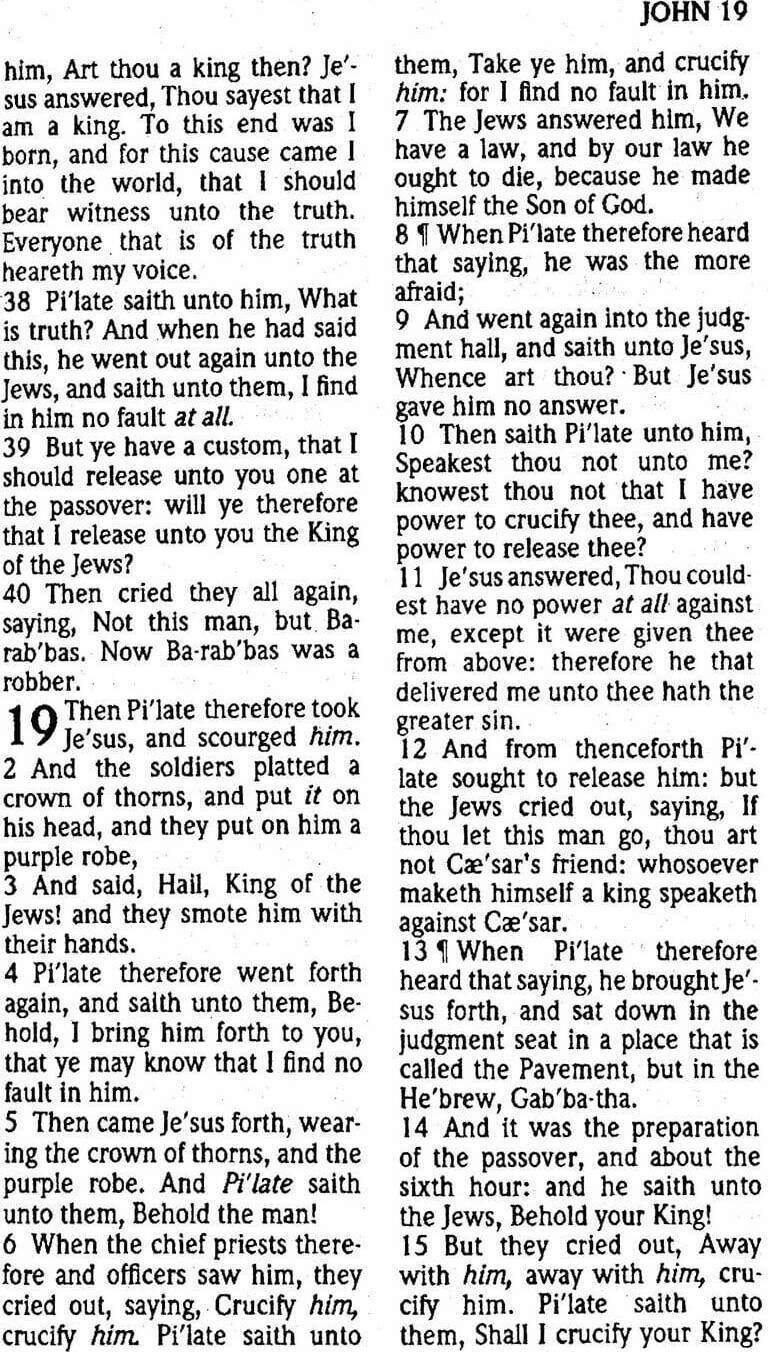 JOHN 19
him, Art thou a king then? Je′-
sus answered, Thou sayest that I
am a king. To this end was I
born, and for this cause came I
into the world, that I should
bear witness unto the truth.
Everyone that is of the truth
heareth my voice.
38 Pi′late saith unto him, What
is truth? And when he had said
this, he went out again unto the
Jews, and saith unto them, I find
in him no fault at all.
39 But ye have a custom, that I
should release unto you one at
the passover: will ye therefore
that I release unto you the King
of the Jews?
40 Then cried they all again,
saying, Not this man, but Ba-
rab′bas. Now Ba-rab′bas was a
robber.
19 Then Pi′late therefore took
Je′sus, and scourged him.
2 And the soldiers platted a
crown of thorns, and put it on
his head, and they put on him a
purple robe,
3 And said, Hail, King of the
Jews! and they smote him with
their hands.
4 Pi′late therefore went forth
again, and saith unto them, Be-
hold, I bring him forth to you,
that ye may know that I find no
fault in him.
5 Then came Je′sus forth, wear-
ing the crown of thorns, and the
purple robe. And Pi′late saith
unto them, Behold the man!
6 When the chief priests there-
fore and officers saw him, they
cried out, saying, Crucify him,
crucify him. Pi′late saith unto
them, Take ye him, and crucify
him: for I find no fault in him.
7 The Jews answered him, We
have a law, and by our law he
ought to die, because he made
himself the Son of God.
8 ¶ When Pi′late therefore heard
that saying, he was the more
afraid;
9 And went again into the judg-
ment hall, and saith unto Je′sus,
Whence art thou? But Je′sus
gave him no answer.
10 Then saith Pi′late unto him,
Speakest thou not unto me?
knowest thou not that I have
power to crucify thee, and have
power to release thee?
11 Je′sus answered, Thou could-
est have no power at all against
me, except it were given thee
from above: therefore he that
delivered me unto thee hath the
greater sin.
12 And from thenceforth Pi′-
late sought to release him: but
the Jews cried out, saying, If
thou let this man go, thou art
not Cæ′sar's friend: whosoever
maketh himself a king speaketh
against Cæ′sar.
13 ¶ When Pi′late therefore
heard that saying, he brought Je′-
sus forth, and sat down in the
judgment seat in a place that is
called the Pavement, but in the
He′brew, Gab′ba-tha.
14 And it was the preparation
of the passover, and about the
sixth hour: and he saith unto
the Jews, Behold your King!
15 But they cried out, Away
with him, away with him, cru-
cify him. Pi′late saith unto
them, Shall I crucify your King?